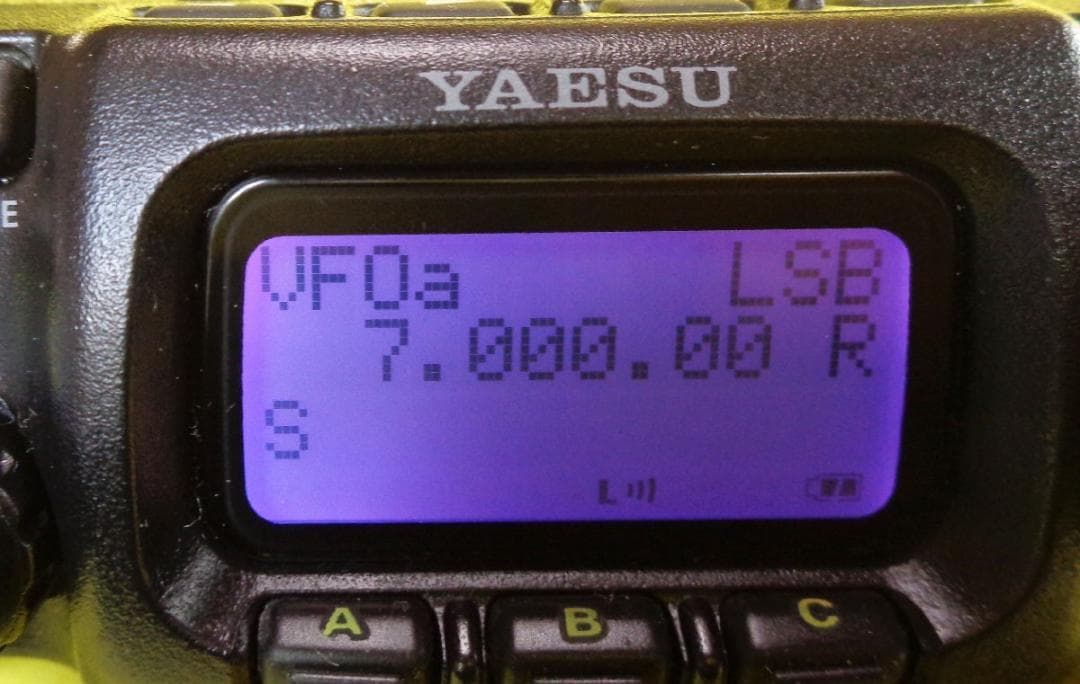 YAESU
E
VFOa LSB
7.000.00 R
S
L
A B C